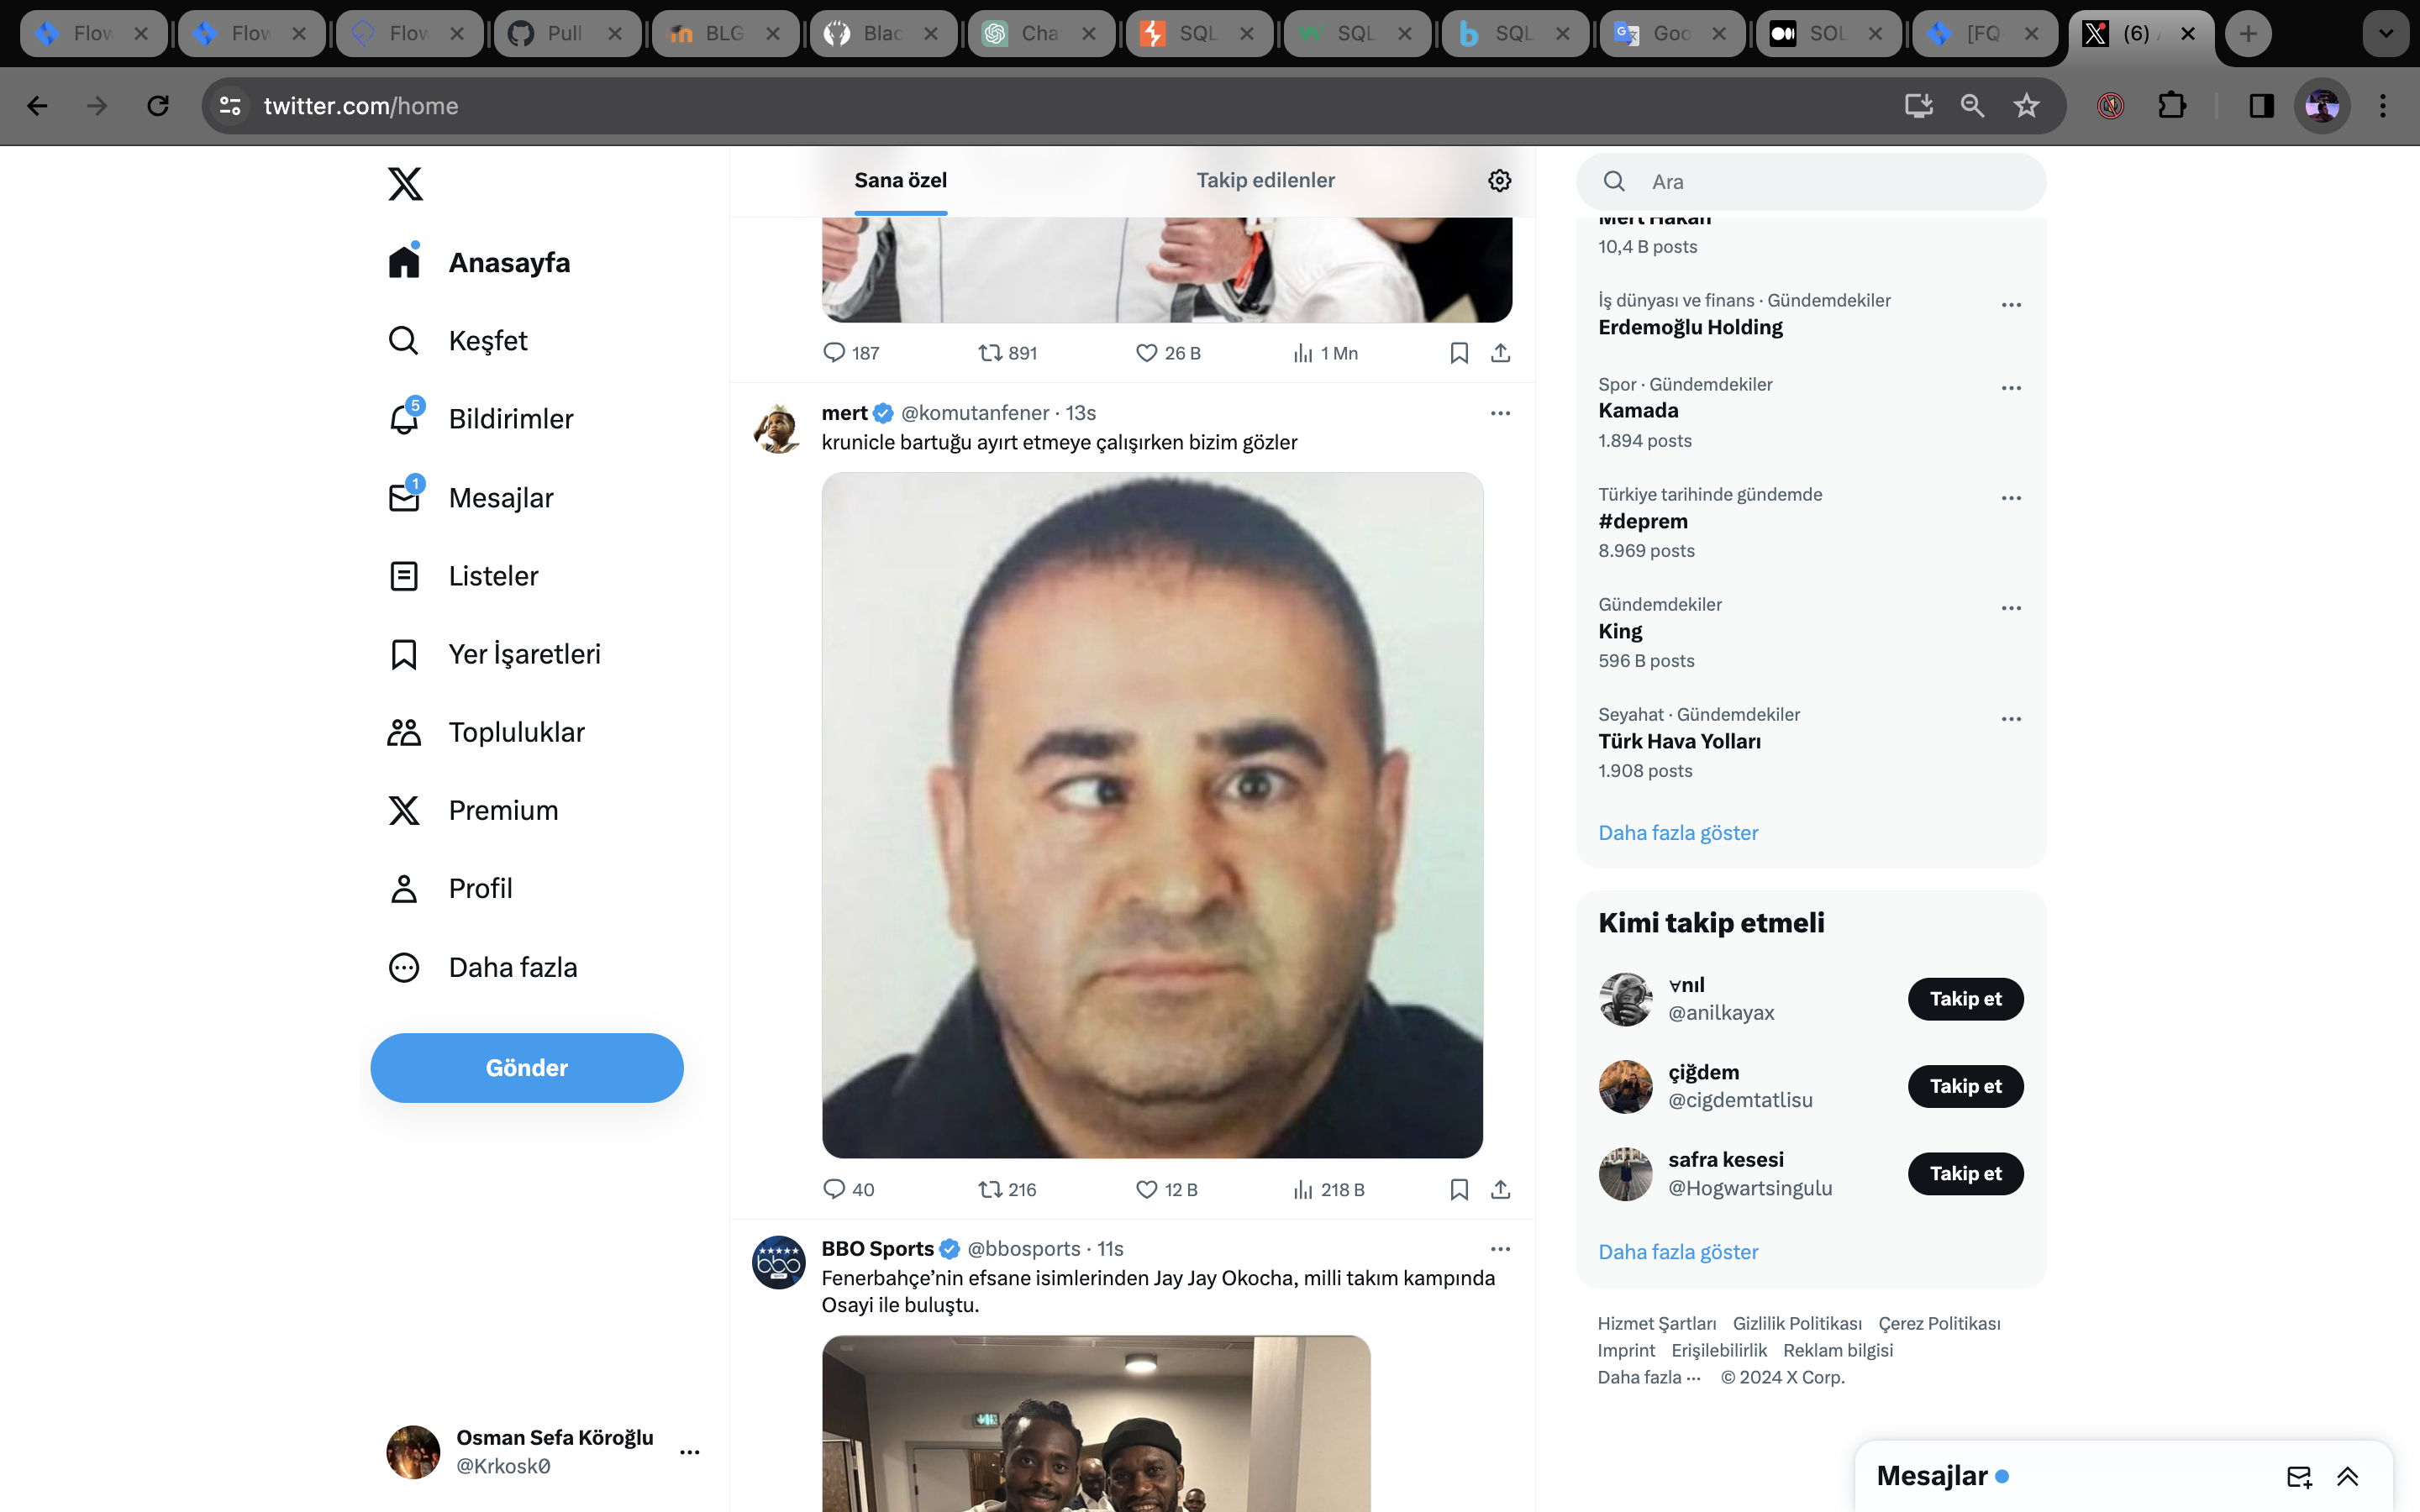 Flow
Flow
Flow
Pull
BLG
Blac
Cha
SQL
SQL
SQL
Goo
SQL
[FQ
(6)
twitter.com/home
Anasayfa
Keşfet
5
Bildirimler
1
Mesajlar
Listeler
Yer İşaretleri
Topluluklar
Premium
Profil
Daha fazla
Gönder
Osman Sefa Köroğlu
@Krkosk0
Sana özel
Takip edilenler
187 891 26 B 1 Mn
mert @komutanfener · 13s
krunicle bartuğu ayırt etmeye çalışırken bizim gözler
40 216 12 B 218 B
BBO Sports @bbosports · 11s
bbo
Fenerbahçe’nin efsane isimlerinden Jay Jay Okocha, milli takım kampında
Osayi ile buluştu.
Ara
Mert Hakan
10,4 B posts
İş dünyası ve finans · Gündemdekiler
Erdemoğlu Holding
Spor · Gündemdekiler
Kamada
1.894 posts
Türkiye tarihinde gündemde
#deprem
8.969 posts
Gündemdekiler
King
596 B posts
Seyahat · Gündemdekiler
Türk Hava Yolları
1.908 posts
Daha fazla göster
Kimi takip etmeli
∀nıl
@anilkayax
Takip et
çiğdem
@cigdemtatlisu
Takip et
safra kesesi
@Hogwartsingulu
Takip et
Daha fazla göster
Hizmet Şartları Gizlilik Politikası Çerez Politikası
Imprint Erişilebilirlik Reklam bilgisi
Daha fazla ··· © 2024 X Corp.
Mesajlar